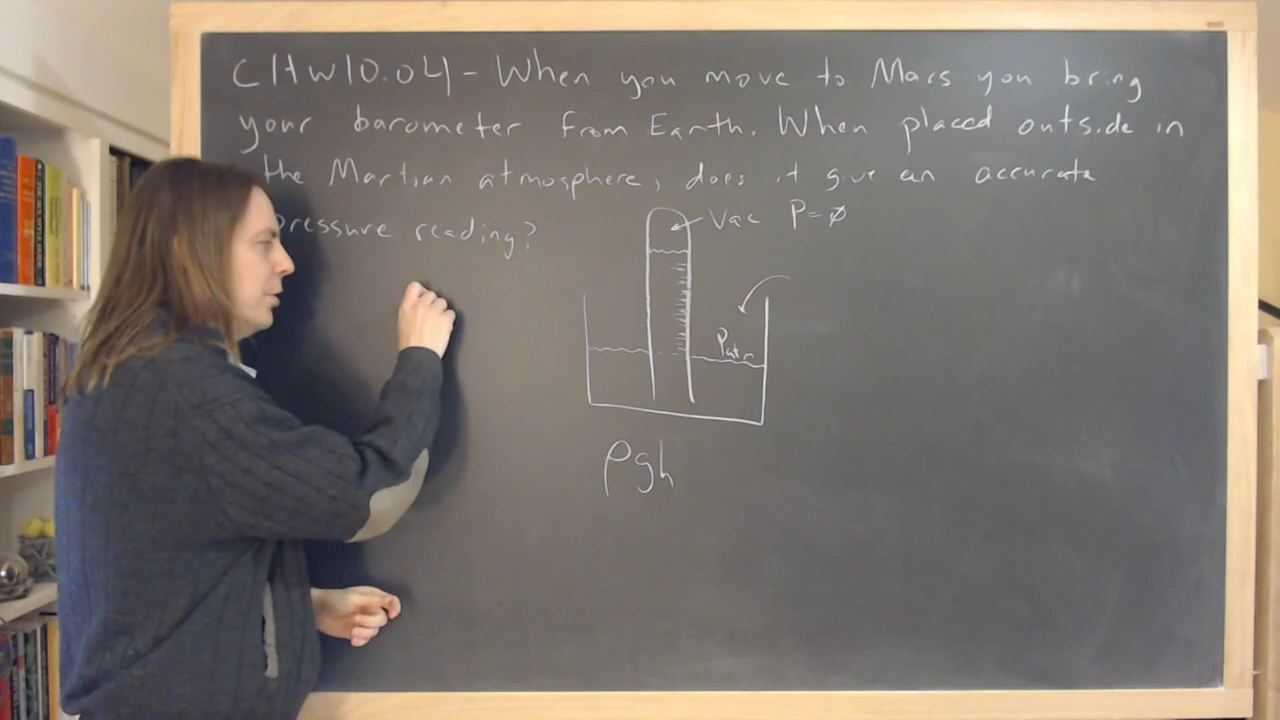 CHW10.04 - When you move to Mars you bring
your barometer from Earth. When placed outside in
the Martian atmosphere, does it give an accurate
pressure reading?
Vac P=∅
Patm
ρgh